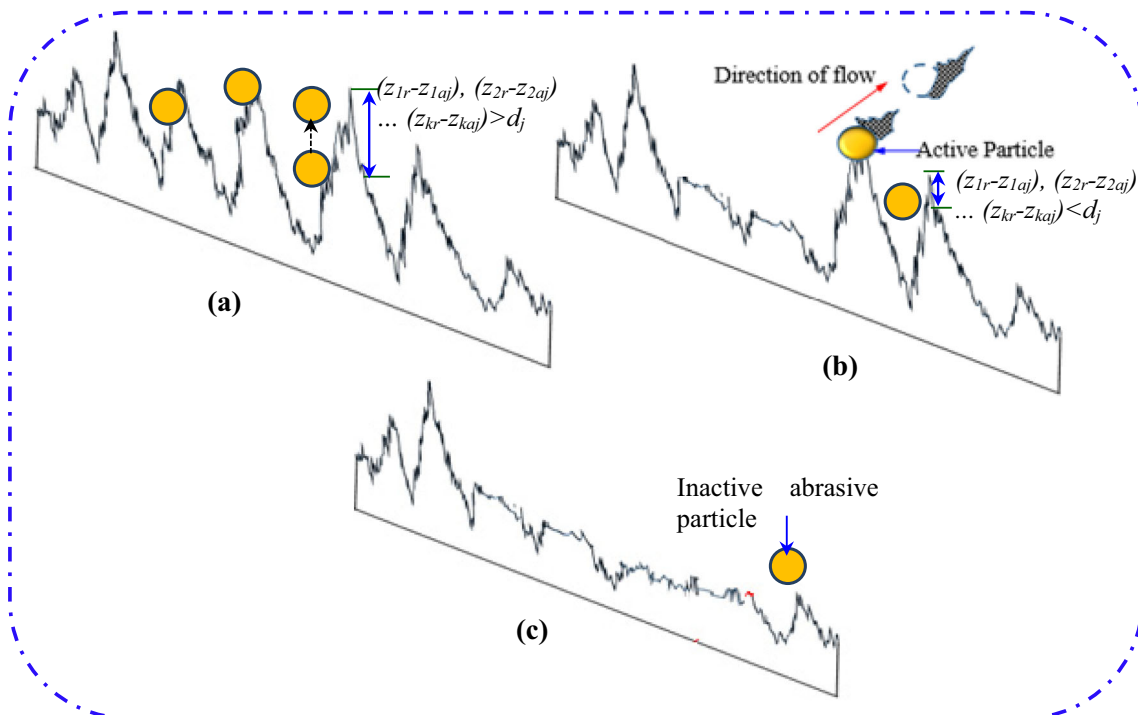 (z1r-z1aj), (z2r-z2aj)
... (zkr-zkaj)>dj
(a)
Direction of flow
Active Particle
(z1r-z1aj), (z2r-z2aj)
... (zkr-zkaj)<dj
(b)
Inactive abrasive
particle
(c)